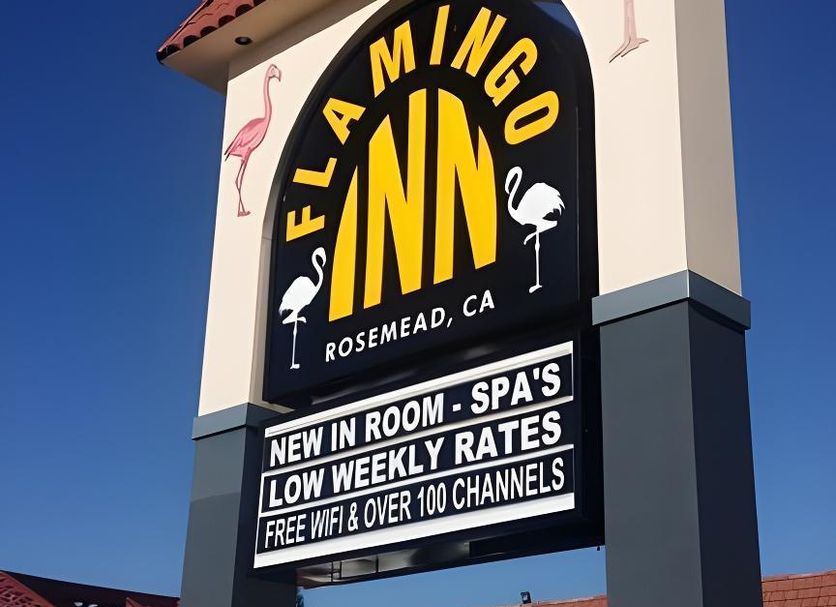 FLAMINGO
INN
ROSEMEAD, CA
NEW IN ROOM - SPA'S
LOW WEEKLY RATES
FREE WIFI & OVER 100 CHANNELS